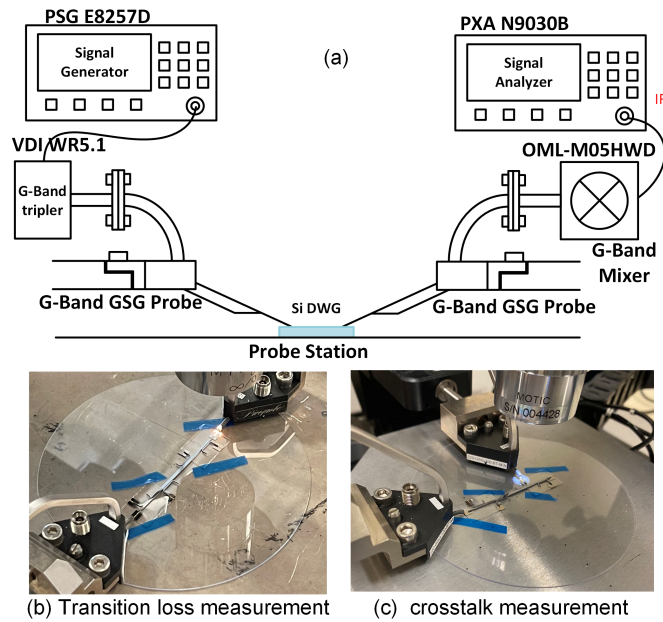 PSG E8257D
Signal
Generator
(a)
PXA N9030B
Signal
Analyzer
IF
VDI WR5.1
G-Band
tripler
OML-M05HWD
G-Band
Mixer
G-Band GSG Probe
Si DWG
G-Band GSG Probe
Probe Station
MOTIC
S/N 004428
(b) Transition loss measurement
(c) crosstalk measurement